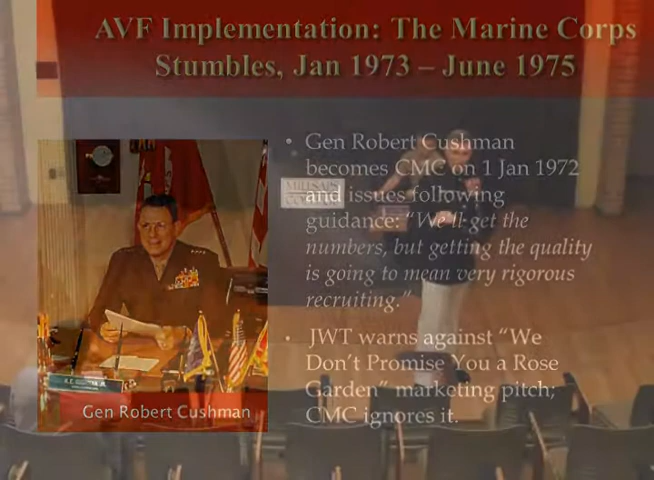 AVF Implementation: The Marine Corps
Stumbles, Jan 1973 – June 1975
• Gen Robert Cushman
becomes CMC on 1 Jan 1972
and issues following
guidance: “We’ll get the
numbers, but getting the quality
is going to mean very rigorous
recruiting.”
• JWT warns against “We
Don’t Promise You a Rose
Garden” marketing pitch;
CMC ignores it.
Gen Robert Cushman